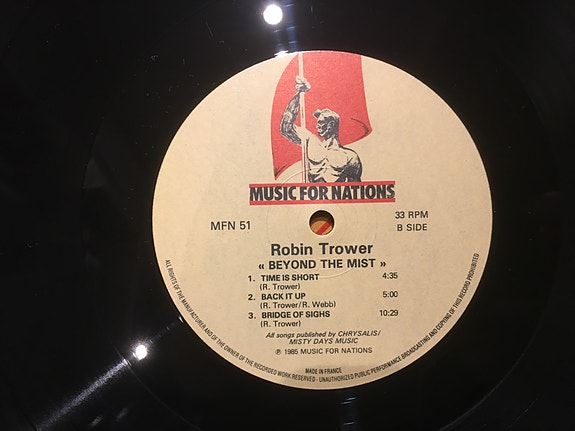 MUSIC FOR NATIONS
MFN 51
33 RPM
B SIDE
Robin Trower
« BEYOND THE MIST »
1. TIME IS SHORT 4:35
(R. Trower)
2. BACK IT UP 5:00
(R. Trower/R. Webb)
3. BRIDGE OF SIGHS 10:29
(R. Trower)
All songs published by CHRYSALIS/
MISTY DAYS MUSIC
℗ 1985 MUSIC FOR NATIONS
MADE IN FRANCE
ALL RIGHTS OF THE MANUFACTURER AND OF THE OWNER OF THE RECORDED WORK RESERVED - UNAUTHORIZED PUBLIC PERFORMANCE BROADCASTING AND COPYING OF THIS RECORD PROHIBITED